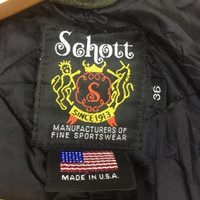 Schott
S
SINCE 1913
MANUFACTURERS OF
FINE SPORTSWEAR
36
MADE IN U.S.A.